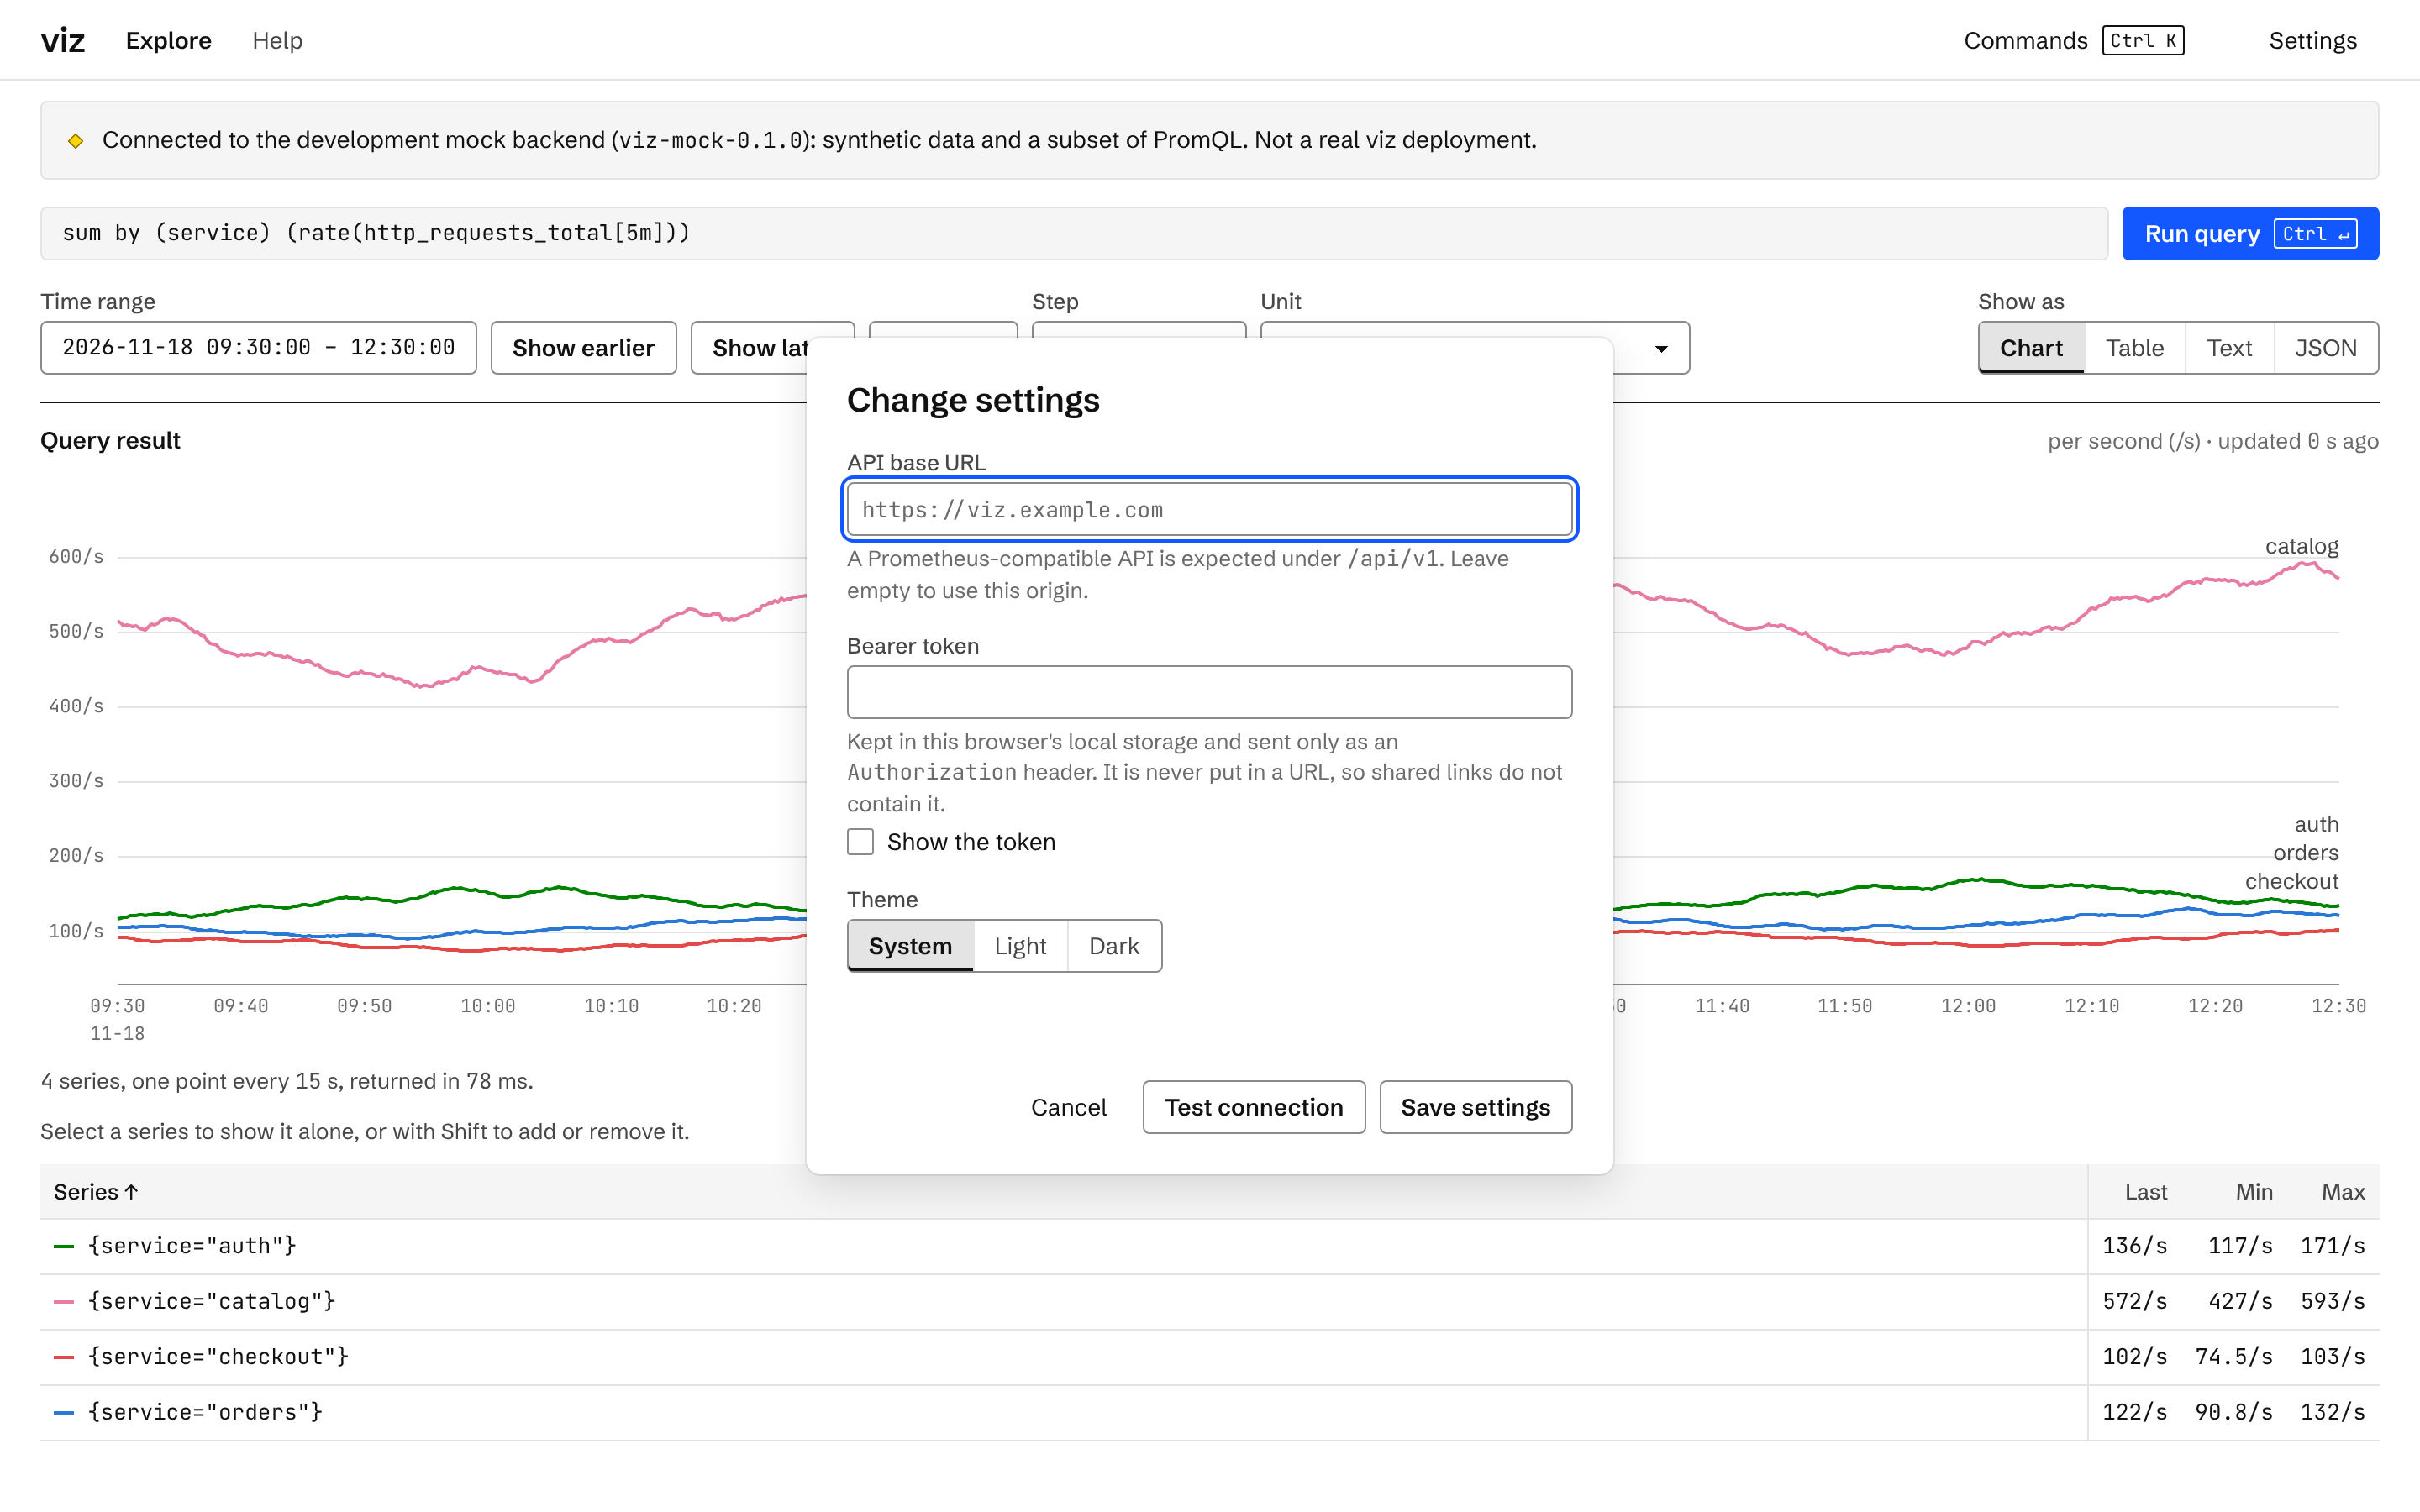 viz Explore Help Commands Ctrl K Settings
Connected to the development mock backend (viz-mock-0.1.0): synthetic data and a subset of PromQL. Not a real viz deployment.
sum by (service) (rate(http_requests_total[5m]))
Run query Ctrl ↵
Time range Step Unit Show as
2026-11-18 09:30:00 – 12:30:00 Show earlier Show lat Chart Table Text JSON
Query result
per second (/s) · updated 0 s ago
Change settings
API base URL
https://viz.example.com
A Prometheus-compatible API is expected under /api/v1. Leave
empty to use this origin.
Bearer token
Kept in this browser's local storage and sent only as an
Authorization header. It is never put in a URL, so shared links do not
contain it.
Show the token
Theme
System Light Dark
Cancel Test connection Save settings
600/s
500/s
400/s
300/s
200/s
100/s
catalog
auth
orders
checkout
09:30 09:40 09:50 10:00 10:10 10:20 0 11:40 11:50 12:00 12:10 12:20 12:30
11-18
4 series, one point every 15 s, returned in 78 ms.
Select a series to show it alone, or with Shift to add or remove it.
Series ↑ Last Min Max
{service="auth"} 136/s 117/s 171/s
{service="catalog"} 572/s 427/s 593/s
{service="checkout"} 102/s 74.5/s 103/s
{service="orders"} 122/s 90.8/s 132/s